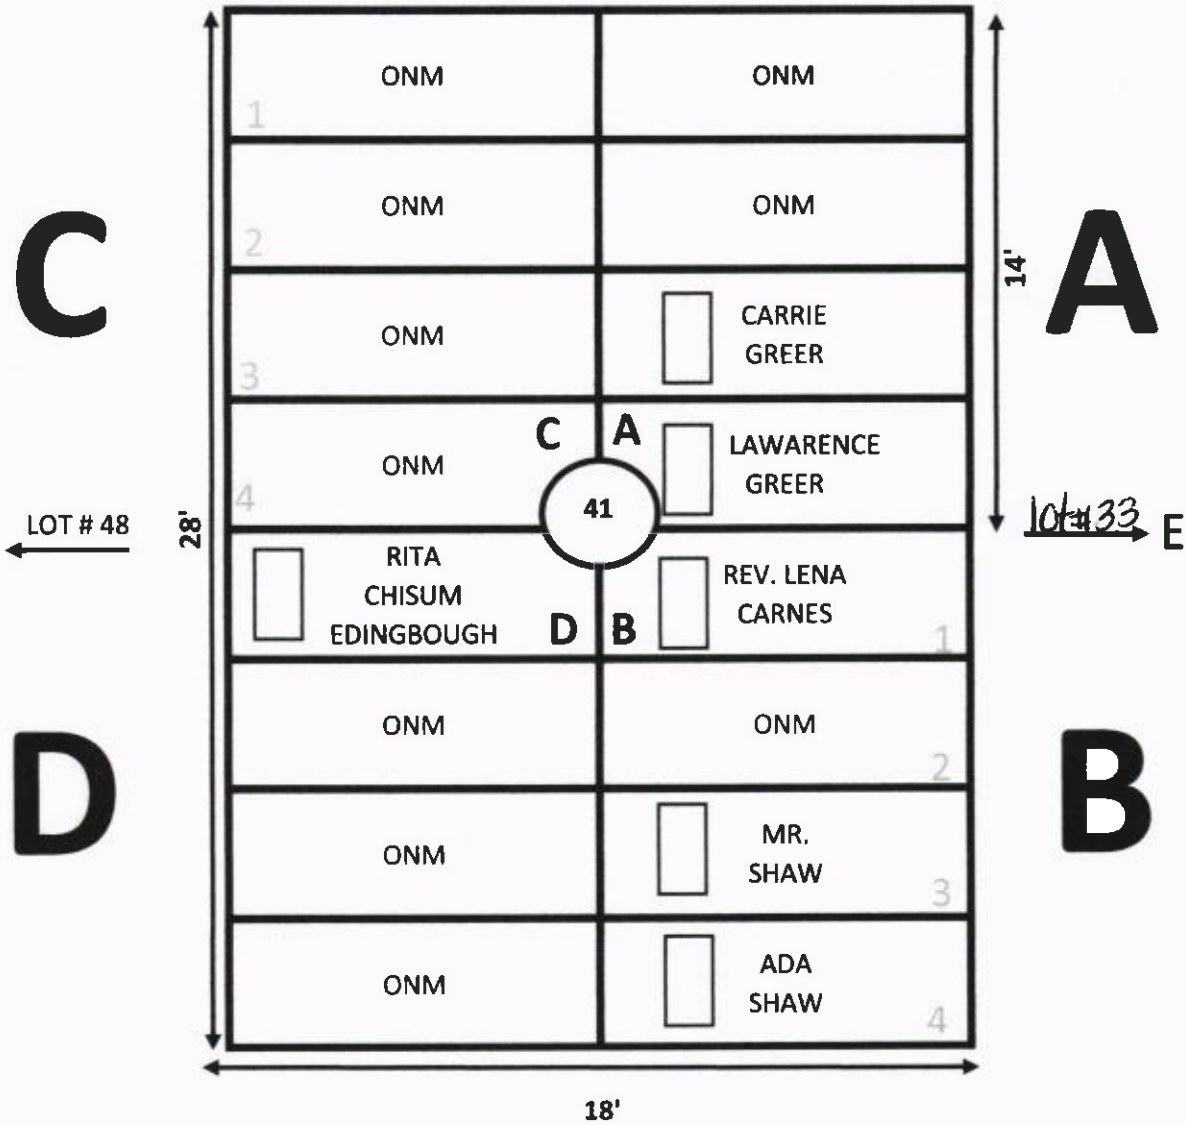 ONM
ONM
1
ONM
ONM
2
C
A
14'
ONM
3
CARRIE
GREER
C
A
ONM
4
LAWARENCE
GREER
41
LOT # 48
28'
lot# 33
E
RITA
CHISUM
EDINGBOUGH
D
B
REV. LENA
CARNES
1
ONM
ONM
2
D
B
ONM
MR.
SHAW
3
ONM
ADA
SHAW
4
18'